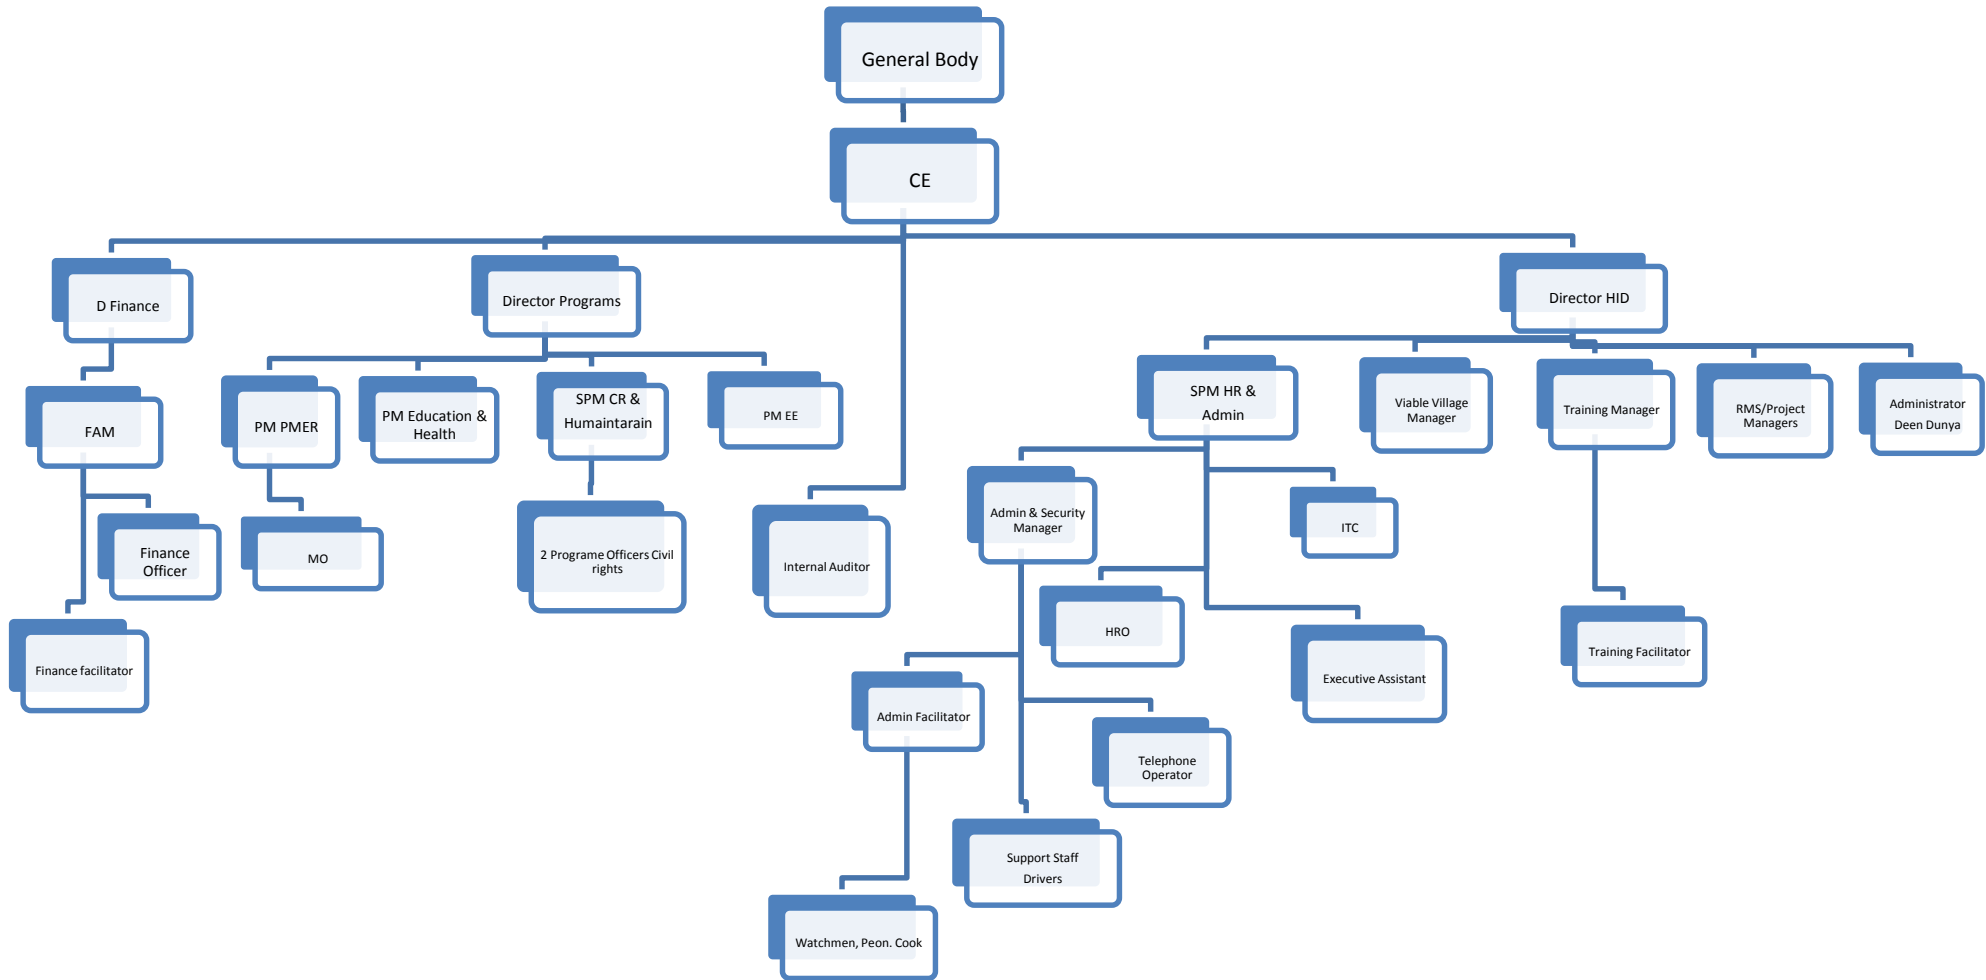 General Body
CE
D Finance
Director Programs
Director HID
FAM
PM PMER
PM Education &
Health
SPM CR &
Humaintarain
PM EE
SPM HR &
Admin
Viable Village
Manager
Training Manager
RMS/Project
Managers
Administrator
Deen Dunya
Finance
Officer
MO
2 Programe Officers Civil
rights
Internal Auditor
Admin & Security
Manager
ITC
HRO
Finance facilitator
Executive Assistant
Training Facilitator
Admin Facilitator
Telephone
Operator
Support Staff
Drivers
Watchmen, Peon. Cook